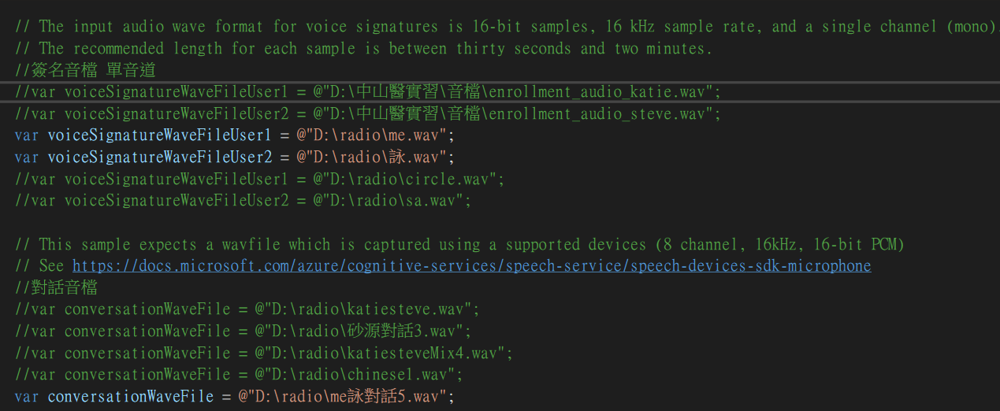 // The input audio wave format for voice signatures is 16-bit samples, 16 kHz sample rate, and a single channel (mono).
// The recommended length for each sample is between thirty seconds and two minutes.
//簽名音檔 單音道
//var voiceSignatureWaveFileUser1 = @"D:\中山醫實習\音檔\enrollment_audio_katie.wav";
//var voiceSignatureWaveFileUser2 = @"D:\中山醫實習\音檔\enrollment_audio_steve.wav";
var voiceSignatureWaveFileUser1 = @"D:\radio\me.wav";
var voiceSignatureWaveFileUser2 = @"D:\radio\詠.wav";
//var voiceSignatureWaveFileUser1 = @"D:\radio\circle.wav";
//var voiceSignatureWaveFileUser2 = @"D:\radio\sa.wav";
// This sample expects a wavfile which is captured using a supported devices (8 channel, 16kHz, 16-bit PCM)
// See https://docs.microsoft.com/azure/cognitive-services/speech-service/speech-devices-sdk-microphone
//對話音檔
//var conversationWaveFile = @"D:\radio\katiesteve.wav";
//var conversationWaveFile = @"D:\radio\砂源對話3.wav";
//var conversationWaveFile = @"D:\radio\katiesteveMix4.wav";
//var conversationWaveFile = @"D:\radio\chinese1.wav";
var conversationWaveFile = @"D:\radio\me詠對話5.wav";